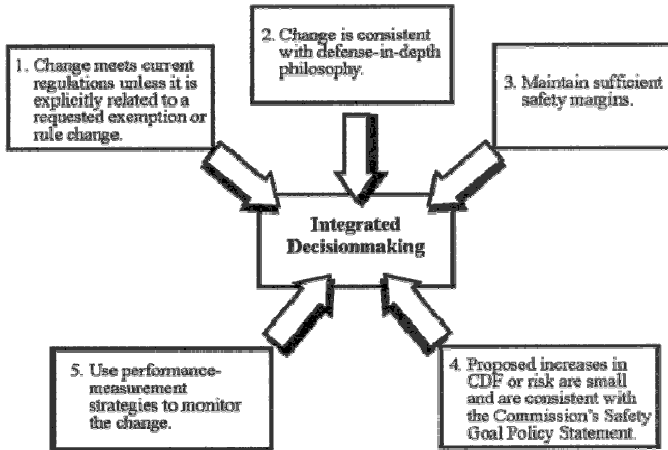 1. Change meets current
regulations unless it is
explicitly related to a
requested exemption or
rule change.
2. Change is consistent
with defense-in-depth
philosophy.
3. Maintain sufficient
safety margins.
Integrated
Decisionmaking
5. Use performance-
measurement
strategies to monitor
the change.
4. Proposed increases in
CDF or risk are small
and are consistent with
the Commission's Safety
Goal Policy Statement.